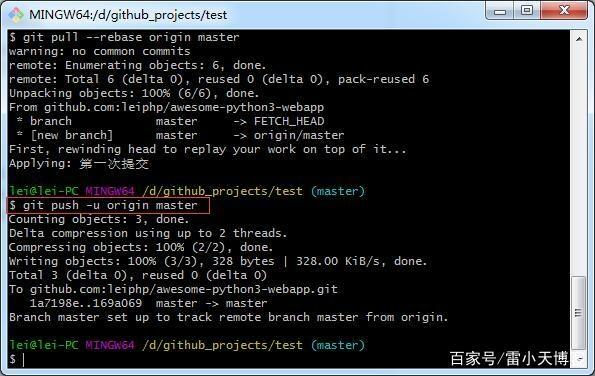 MINGW64:/d/github_projects/test
$ git pull --rebase origin master
warning: no common commits
remote: Enumerating objects: 6, done.
remote: Total 6 (delta 0), reused 0 (delta 0), pack-reused 6
Unpacking objects: 100% (6/6), done.
From github.com:leiphp/awesome-python3-webapp
 * branch            master     -> FETCH_HEAD
 * [new branch]      master     -> origin/master
First, rewinding head to replay your work on top of it...
Applying: 第一次提交
lei@lei-PC MINGW64 /d/github_projects/test (master)
$ git push -u origin master
Counting objects: 3, done.
Delta compression using up to 2 threads.
Compressing objects: 100% (2/2), done.
Writing objects: 100% (3/3), 328 bytes | 328.00 KiB/s, done.
Total 3 (delta 0), reused 0 (delta 0)
To github.com:leiphp/awesome-python3-webapp.git
   1a7198e..169a069  master -> master
Branch master set up to track remote branch master from origin.
lei@lei-PC MINGW64 /d/github_projects/test (master)
$
百家号/雷小天博